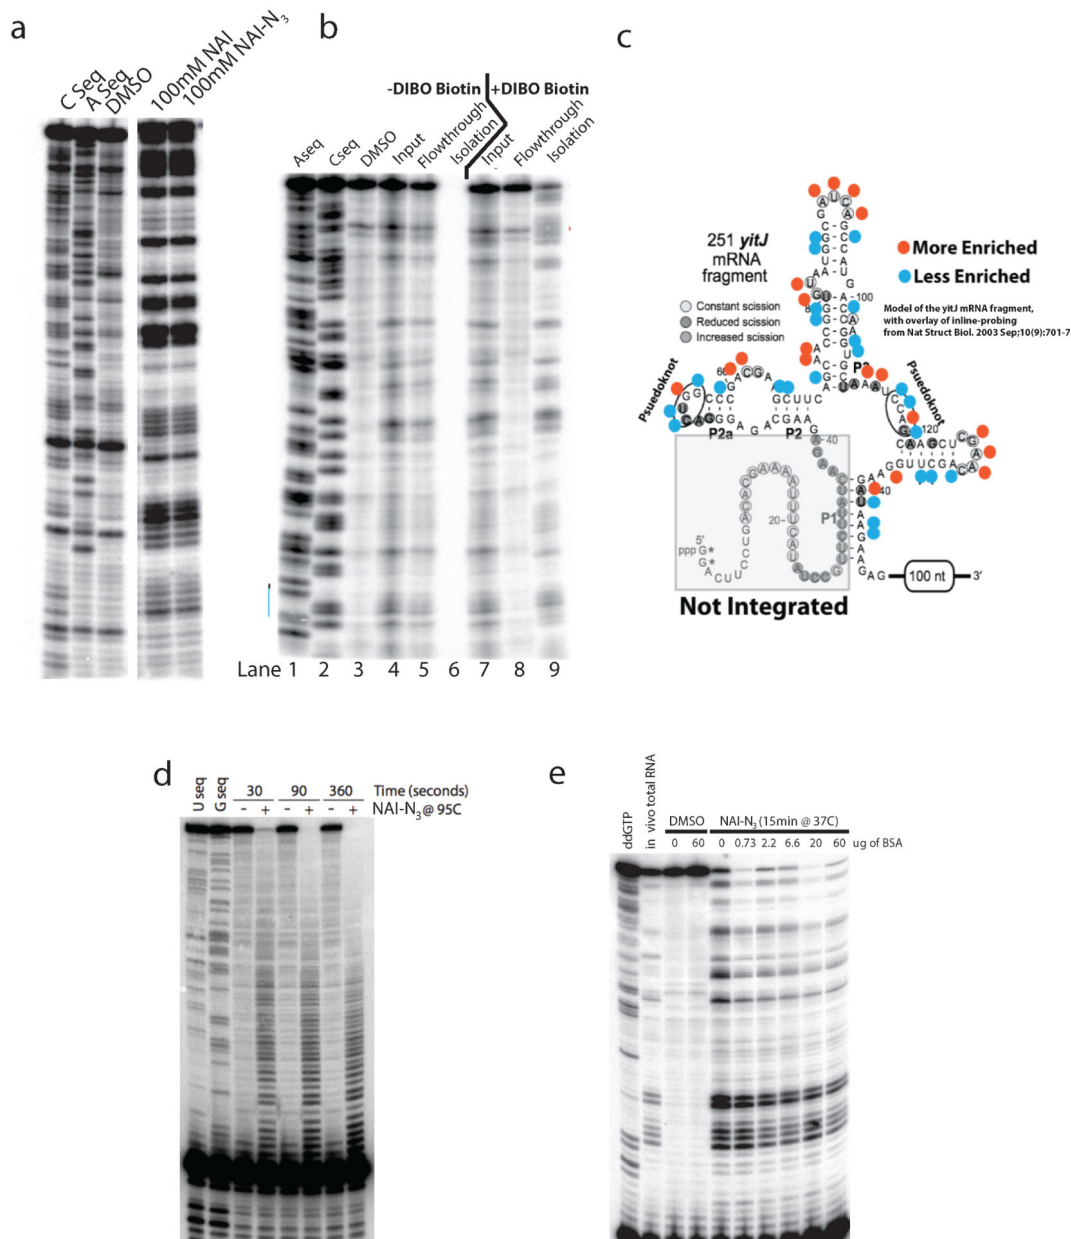 a
C Seq
A Seq
DMSO
100mM NAI
100mM NAI-N3
b
-DIBO Biotin
+DIBO Biotin
Aseq
Cseq
DMSO
Input
Flowthrough
Isolation
Input
Flowthrough
Isolation
Lane 1 2 3 4 5 6 7 8 9
c
251 yitJ
mRNA
fragment
Constant scission
Reduced scission
Increased scission
More Enriched
Less Enriched
Model of the yitJ mRNA fragment,
with overlay of inline-probing
from Nat Struct Biol. 2003 Sep;10(9):701-7
Psuedoknot
Psuedoknot
100
120
P2a
P2
40
20
P1
5'
ppp
100 nt
3'
Not Integrated
d
U seq
G seq
30 90 360 Time (seconds)
- + - + - + NAI-N3 @ 95C
e
ddGTP
in vivo total RNA
DMSO
NAI-N3 (15min @ 37C)
0 60 0 0.73 2.2 6.6 20 60 ug of BSA